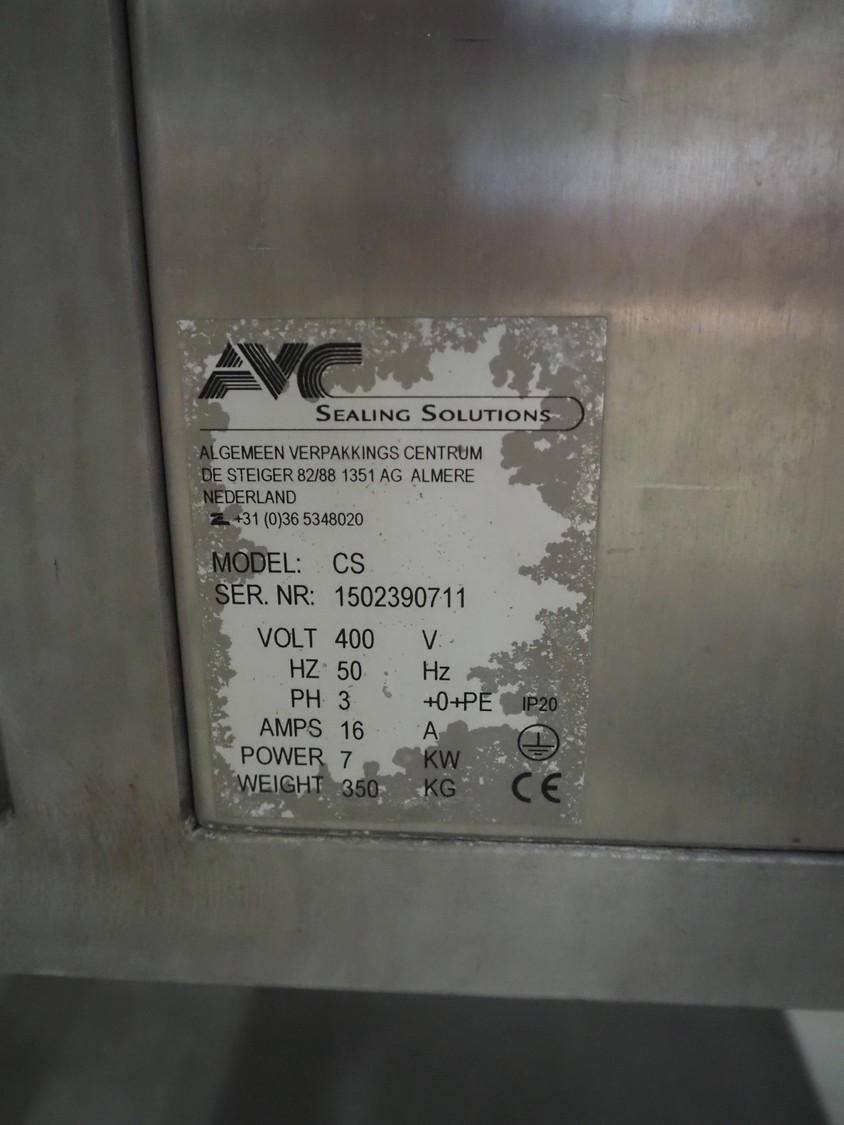 AVC
SEALING SOLUTIONS
ALGEMEEN VERPAKKINGS CENTRUM
DE STEIGER 82/88 1351 AG ALMERE
NEDERLAND
+31 (0)36 5348020
MODEL: CS
SER. NR: 1502390711
VOLT 400 V
HZ 50 Hz
PH 3 +0+PE IP20
AMPS 16 A
POWER 7 KW
WEIGHT 350 KG CE